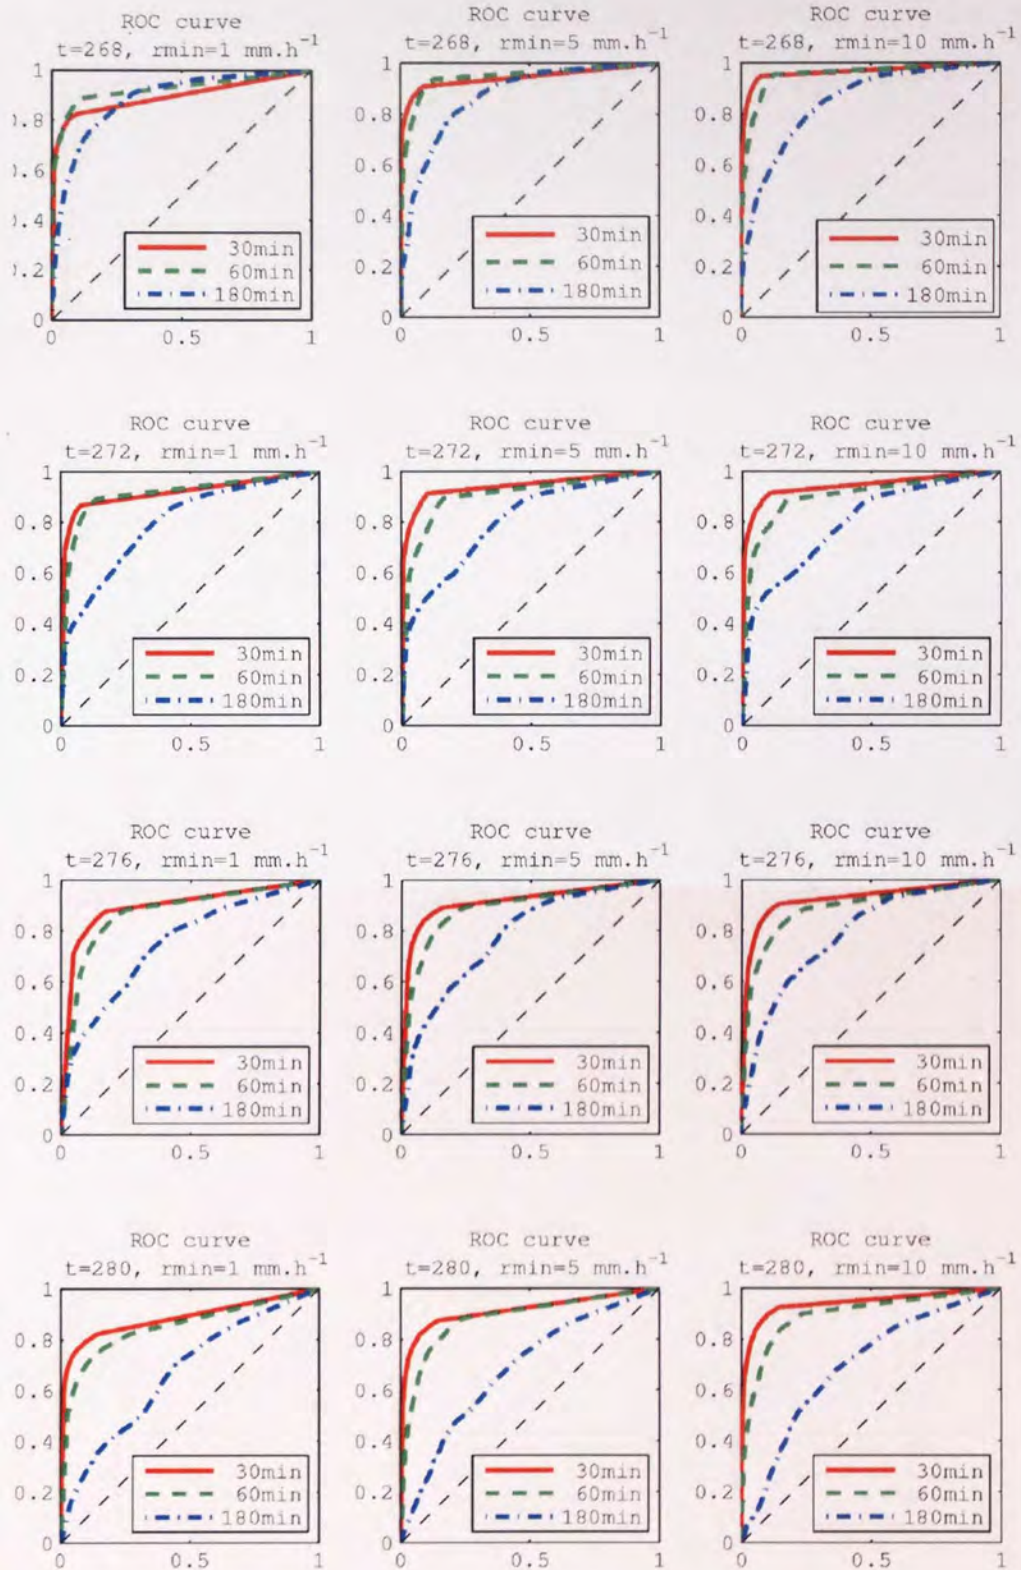 ROC curve
t=268, rmin=1 mm.h⁻¹
1
).8
0.6
0.4
0.2
0
0 0.5 1
30min
60min
180min
ROC curve
t=268, rmin=5 mm.h⁻¹
1
0.8
0.6
0.4
0.2
0
0 0.5 1
30min
60min
180min
ROC curve
t=268, rmin=10 mm.h⁻¹
1
0.8
0.6
0.4
0.2
0
0 0.5 1
30min
60min
180min
ROC curve
t=272, rmin=1 mm.h⁻¹
1
0.8
0.6
0.4
0.2
0
0 0.5 1
30min
60min
180min
ROC curve
t=272, rmin=5 mm.h⁻¹
1
0.8
0.6
0.4
0.2
0
0 0.5 1
30min
60min
180min
ROC curve
t=272, rmin=10 mm.h⁻¹
1
0.8
0.6
0.4
0.2
0
0 0.5 1
30min
60min
180min
ROC curve
t=276, rmin=1 mm.h⁻¹
1
0.8
0.6
0.4
0.2
0
0 0.5 1
30min
60min
180min
ROC curve
t=276, rmin=5 mm.h⁻¹
1
0.8
0.6
0.4
0.2
0
0 0.5 1
30min
60min
180min
ROC curve
t=276, rmin=10 mm.h⁻¹
1
0.8
0.6
0.4
0.2
0
0 0.5 1
30min
60min
180min
ROC curve
t=280, rmin=1 mm.h⁻¹
1
0.8
0.6
0.4
0.2
0
0 0.5 1
30min
60min
180min
ROC curve
t=280, rmin=5 mm.h⁻¹
1
0.8
0.6
0.4
0.2
0
0 0.5 1
30min
60min
180min
ROC curve
t=280, rmin=10 mm.h⁻¹
1
0.8
0.6
0.4
0.2
0
0 0.5 1
30min
60min
180min